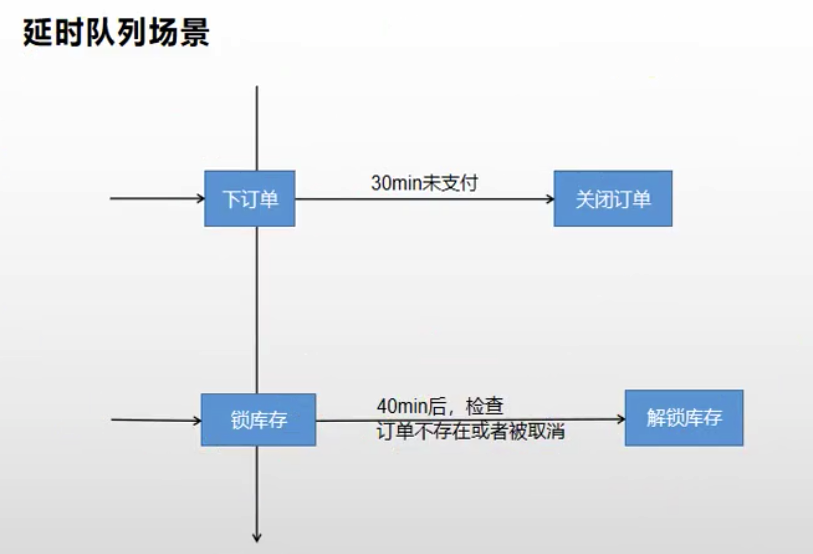 延时队列场景
30min未支付
下订单
关闭订单
40min后，检查
订单不存在或者被取消
锁库存
解锁库存